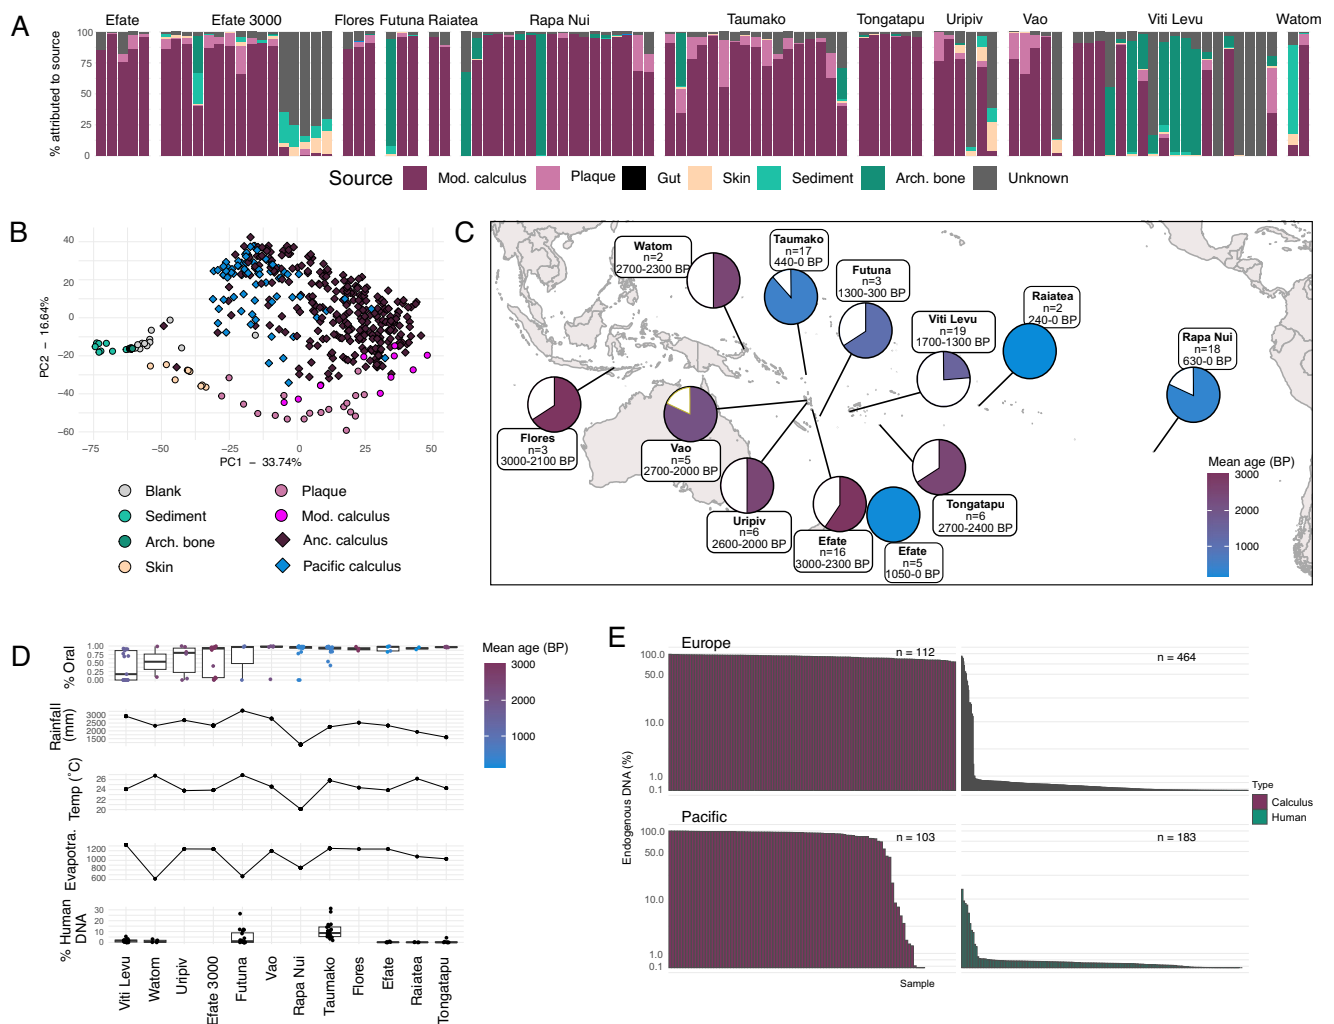 A
Efate
Efate 3000
Flores
Futuna
Raiatea
Rapa Nui
Taumako
Tongatapu
Uripiv
Vao
Viti Levu
Watom
% attributed to source
100
75
50
25
0
Source
Mod. calculus
Plaque
Gut
Skin
Sediment
Arch. bone
Unknown
B
PC2 – 16.64%
40
20
0
−20
−40
−60
−75
−50
−25
0
25
50
PC1 – 33.74%
Blank
Sediment
Arch. bone
Skin
Plaque
Mod. calculus
Anc. calculus
Pacific calculus
C
Watom
n=2
2700-2300 BP
Taumako
n=17
440-0 BP
Futuna
n=3
1300-300 BP
Viti Levu
n=19
1700-1300 BP
Raiatea
n=2
240-0 BP
Rapa Nui
n=18
630-0 BP
Flores
n=3
3000-2100 BP
Vao
n=5
2700-2000 BP
Uripiv
n=6
2600-2000 BP
Efate
n=16
3000-2300 BP
Efate
n=5
1050-0 BP
Tongatapu
n=6
2700-2400 BP
Mean age (BP)
3000
2000
1000
D
% Oral
1.00
0.75
0.50
0.25
0.00
Rainfall
(mm)
3000
2500
2000
1500
Temp (˚C)
26
24
22
20
Evapotra.
1200
1000
800
600
% Human
DNA
30
20
10
0
Viti Levu
Watom
Uripiv
Efate 3000
Futuna
Vao
Rapa Nui
Taumako
Flores
Efate
Raiatea
Tongatapu
Mean age (BP)
3000
2000
1000
E
Europe
n = 112
n = 464
100.0
50.0
10.0
1.0
0.1
Pacific
n = 103
n = 183
100.0
50.0
10.0
1.0
0.1
Endogenous DNA (%)
Sample
Type
Calculus
Human